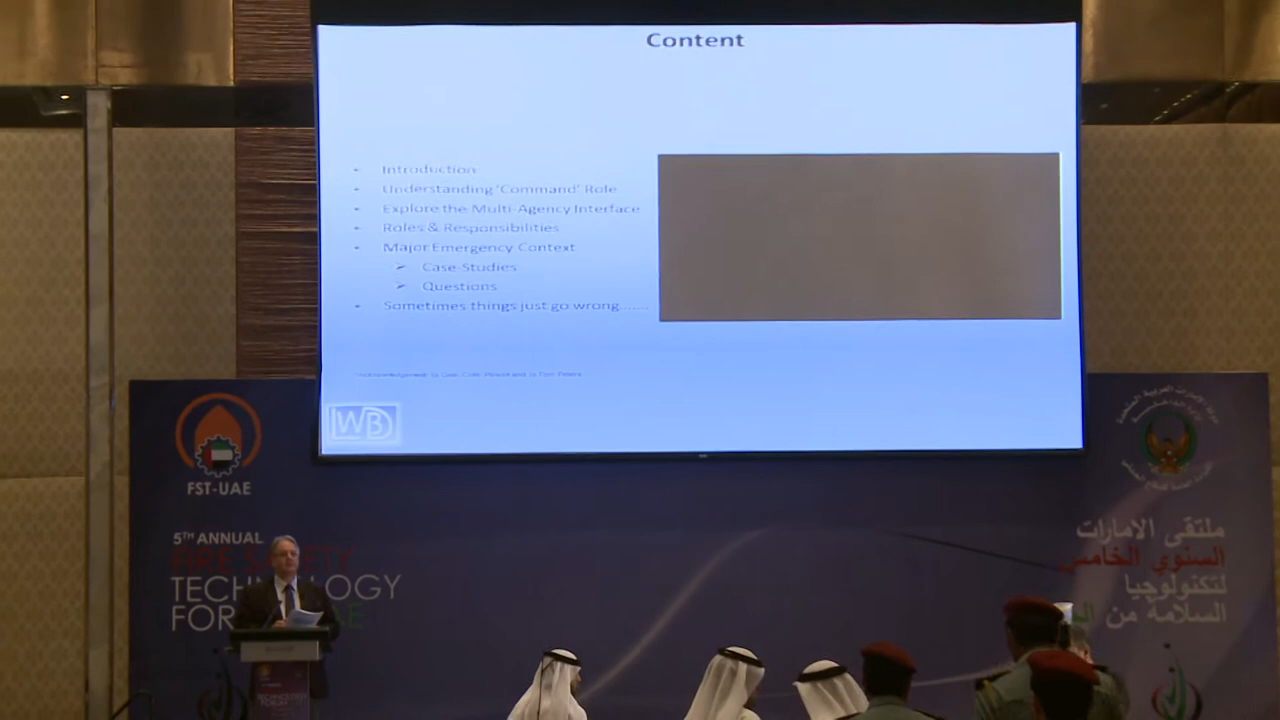 Content
Introduction
Understanding 'Command' Role
Explore the Multi-Agency Interface
Roles & Responsibilities
Major Emergency Context
Case-Studies
Questions
Sometimes things just go wrong.......
WBD
FST-UAE
5TH ANNUAL
FIRE SAFETY
TECHNOLOGY
FOR UAE
ملتقى الامارات
السنوي الخامس
لتكنولوجيا
السلامة من